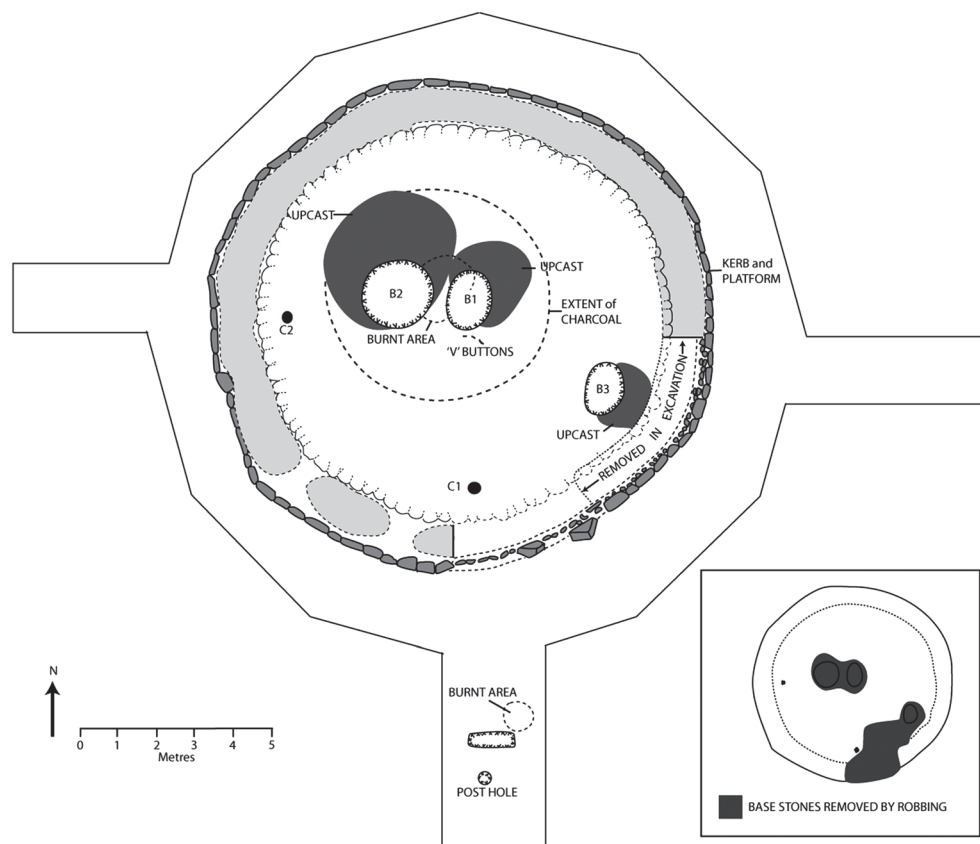 UPCAST
UPCAST
KERB and
PLATFORM
B2
B1
EXTENT of
CHARCOAL
C2
BURNT AREA
'V' BUTTONS
B3
REMOVED IN EXCAVATION
UPCAST
C1
N
0 1 2 3 4 5
Metres
BURNT AREA
POST HOLE
BASE STONES REMOVED BY ROBBING